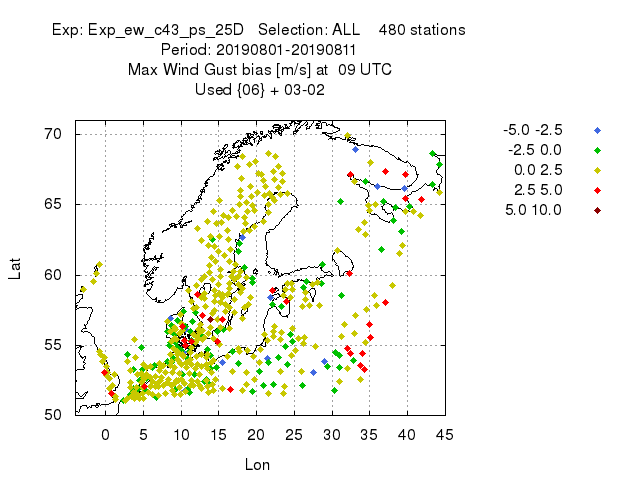 Exp: Exp_ew_c43_ps_25D Selection: ALL 480 stations
Period: 20190801-20190811
Max Wind Gust bias [m/s] at 09 UTC
Used {06} + 03-02
-5.0 -2.5
-2.5 0.0
0.0 2.5
2.5 5.0
5.0 10.0
70
65
60
55
50
Lat
0 5 10 15 20 25 30 35 40 45
Lon